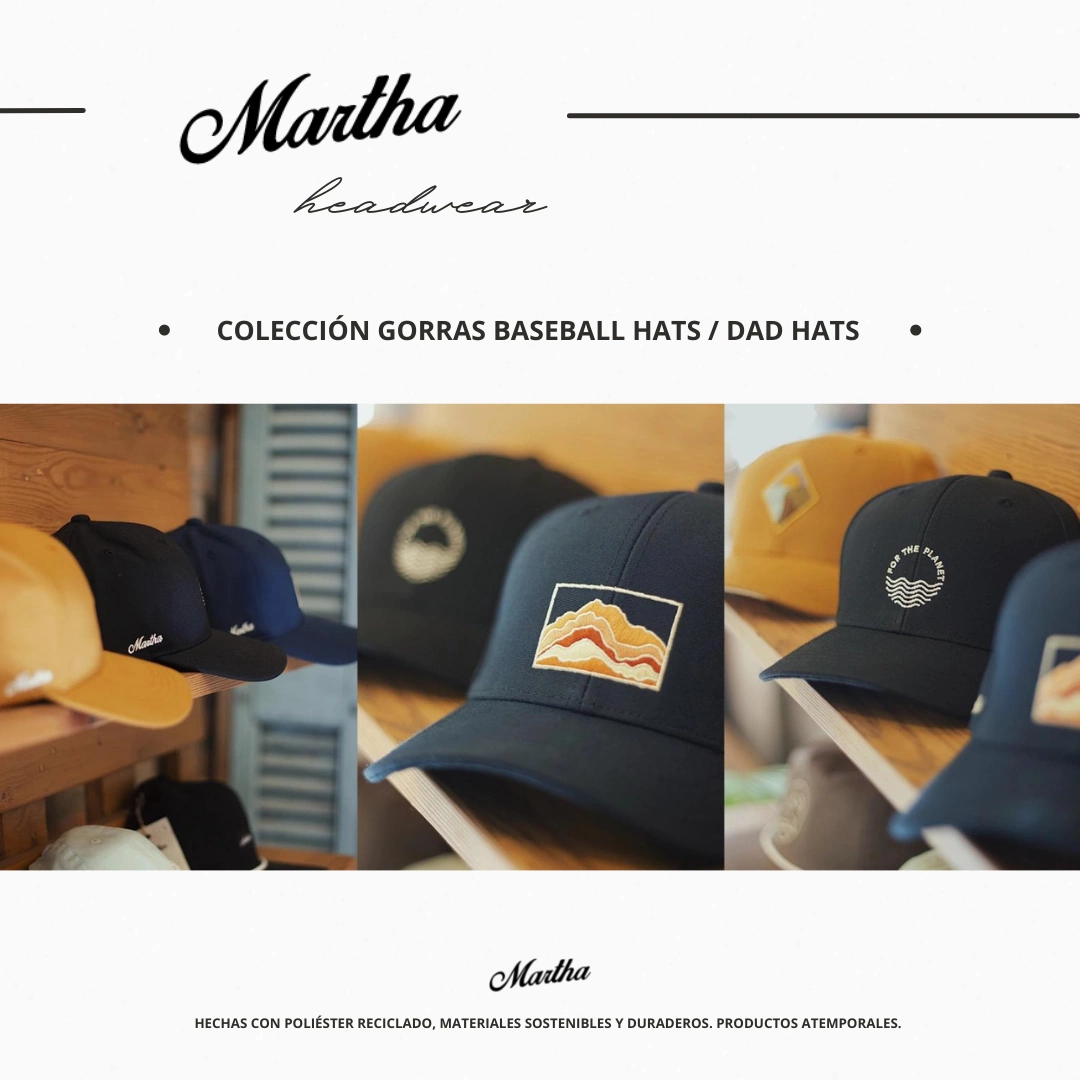 Martha
headwear
• COLECCIÓN GORRAS BASEBALL HATS / DAD HATS •
Martha
Martha
FOR THE PLANET
Martha
HECHAS CON POLIÉSTER RECICLADO, MATERIALES SOSTENIBLES Y DURADEROS. PRODUCTOS ATEMPORALES.